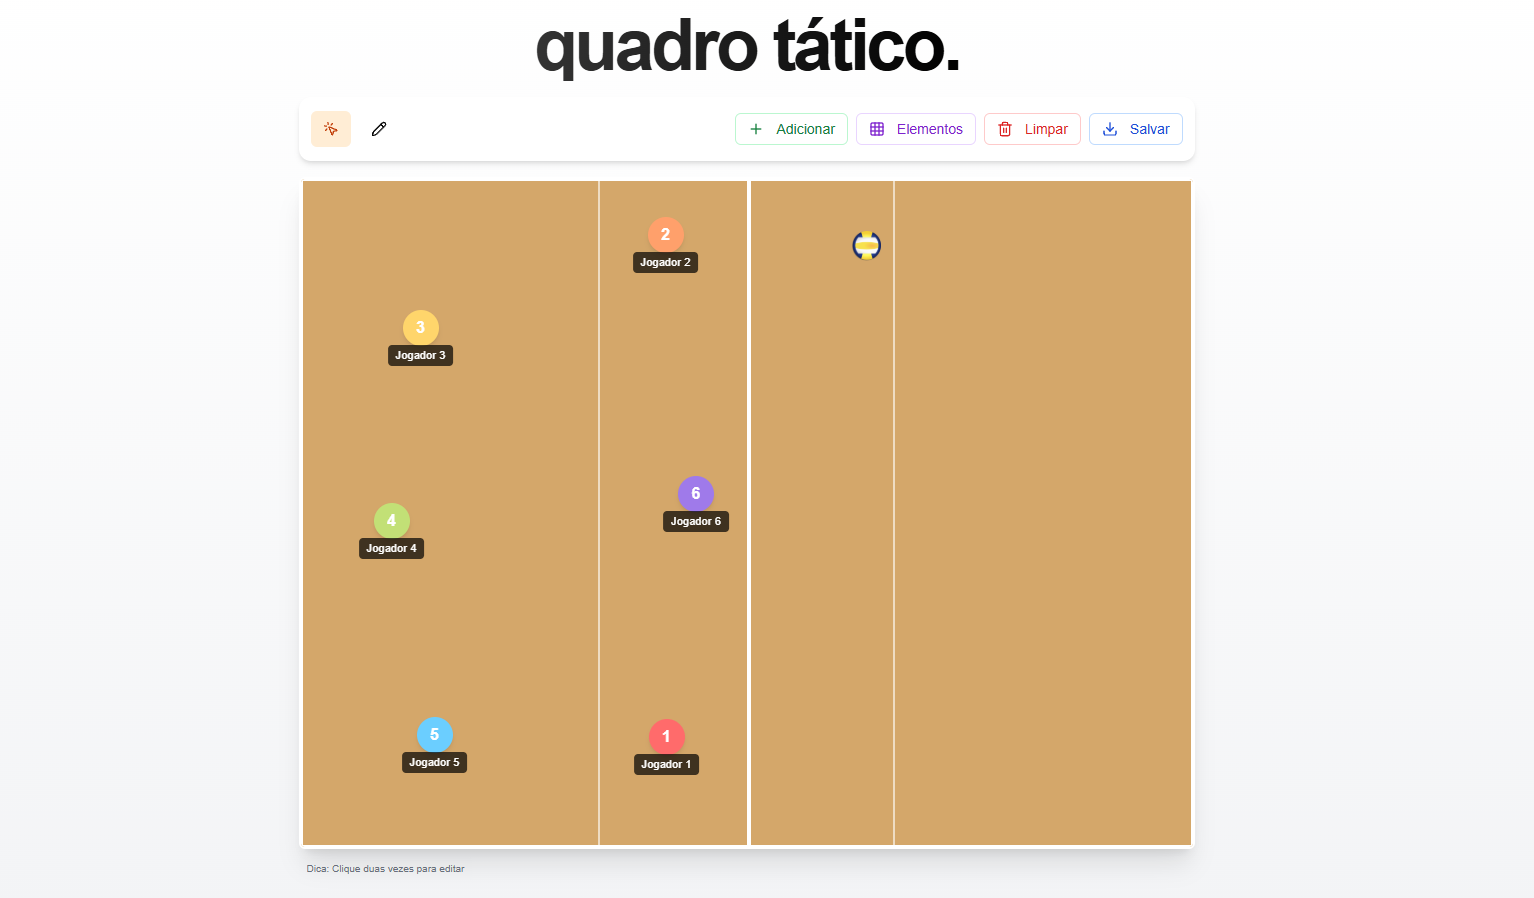 quadro tático.
Adicionar
Elementos
Limpar
Salvar
2
Jogador 2
3
Jogador 3
6
Jogador 6
4
Jogador 4
5
Jogador 5
1
Jogador 1
Dica: Clique duas vezes para editar